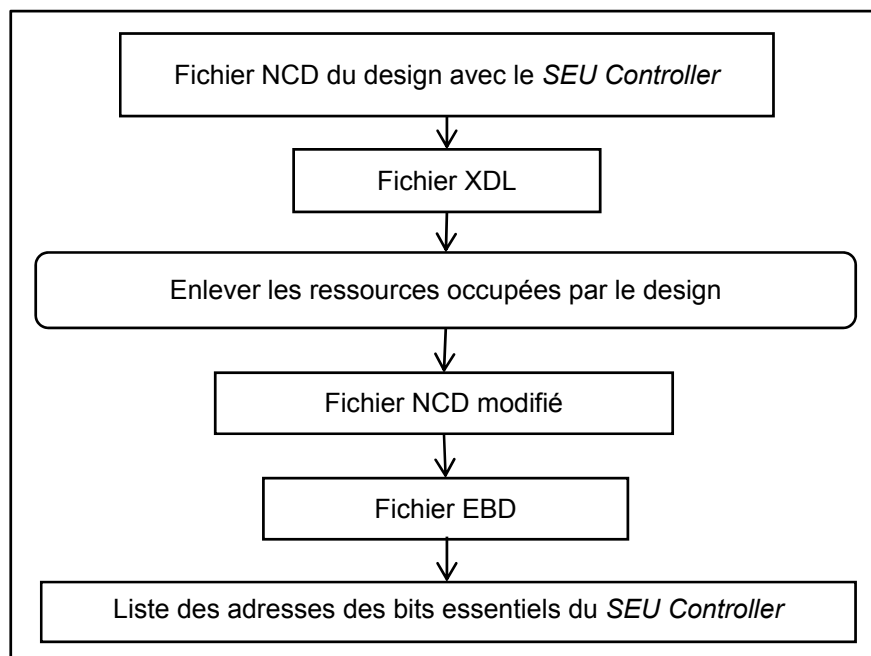 Fichier NCD du design avec le SEU Controller
Fichier XDL
Enlever les ressources occupées par le design
Fichier NCD modifié
Fichier EBD
Liste des adresses des bits essentiels du SEU Controller